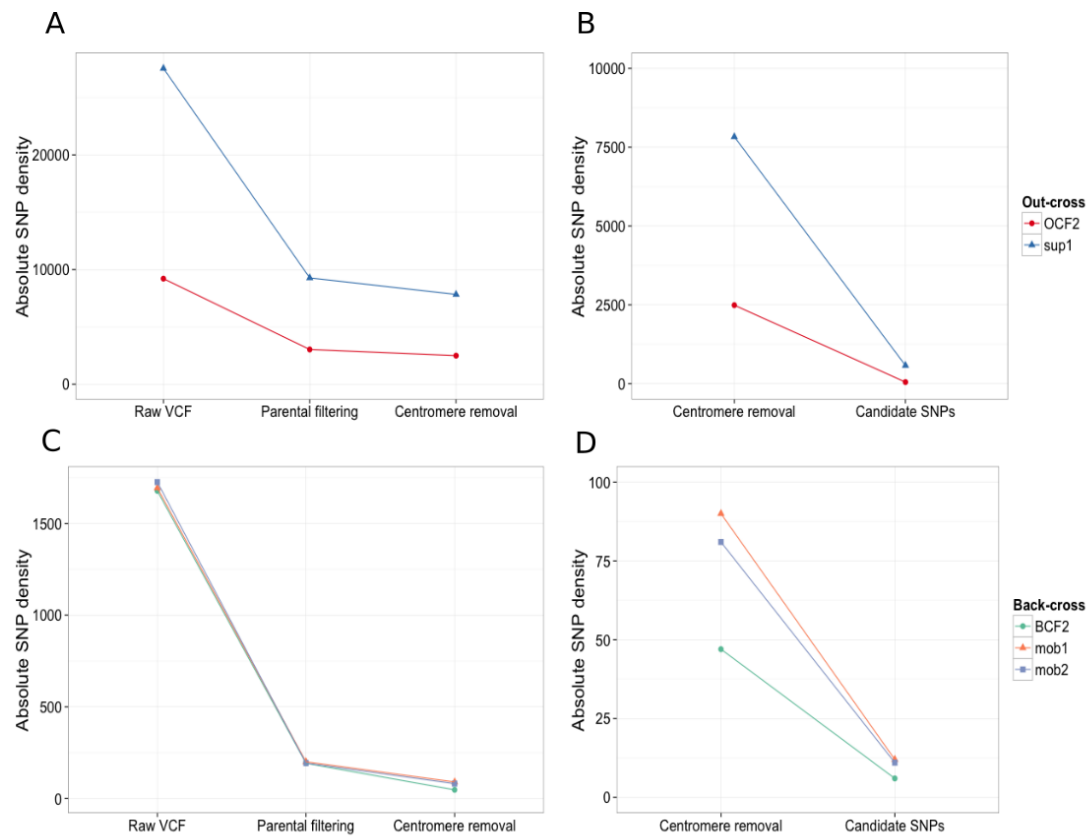 A
Absolute SNP density
20000
10000
0
Raw VCF
Parental filtering
Centromere removal
B
Absolute SNP density
10000
7500
5000
2500
0
Centromere removal
Candidate SNPs
Out-cross
OCF2
sup1
C
Absolute SNP density
1500
1000
500
0
Raw VCF
Parental filtering
Centromere removal
D
Absolute SNP density
100
75
50
25
0
Centromere removal
Candidate SNPs
Back-cross
BCF2
mob1
mob2